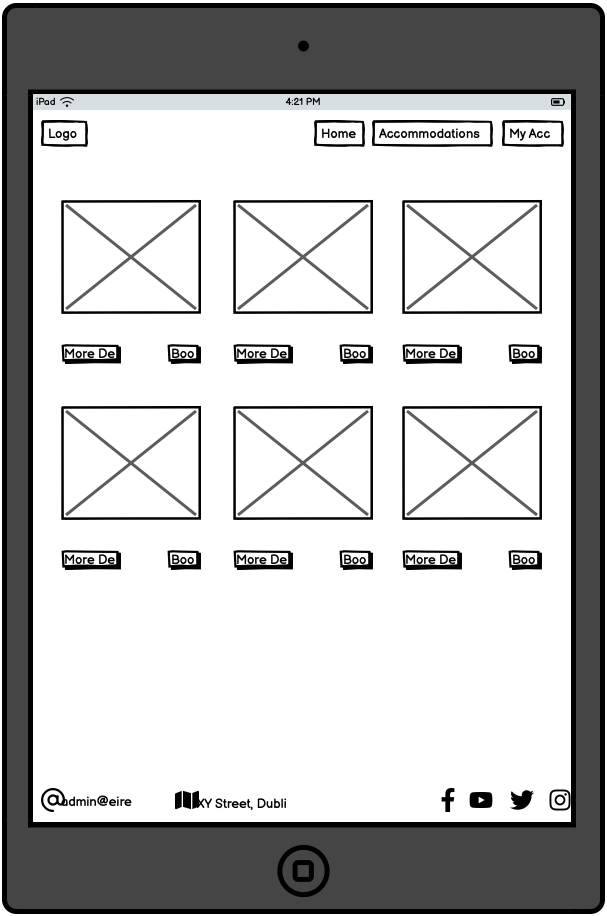 iPad 4:21 PM
Logo Home Accommodations My Acc
More De Boo More De Boo More De Boo
More De Boo More De Boo More De Boo
admin@eire XY Street, Dubli